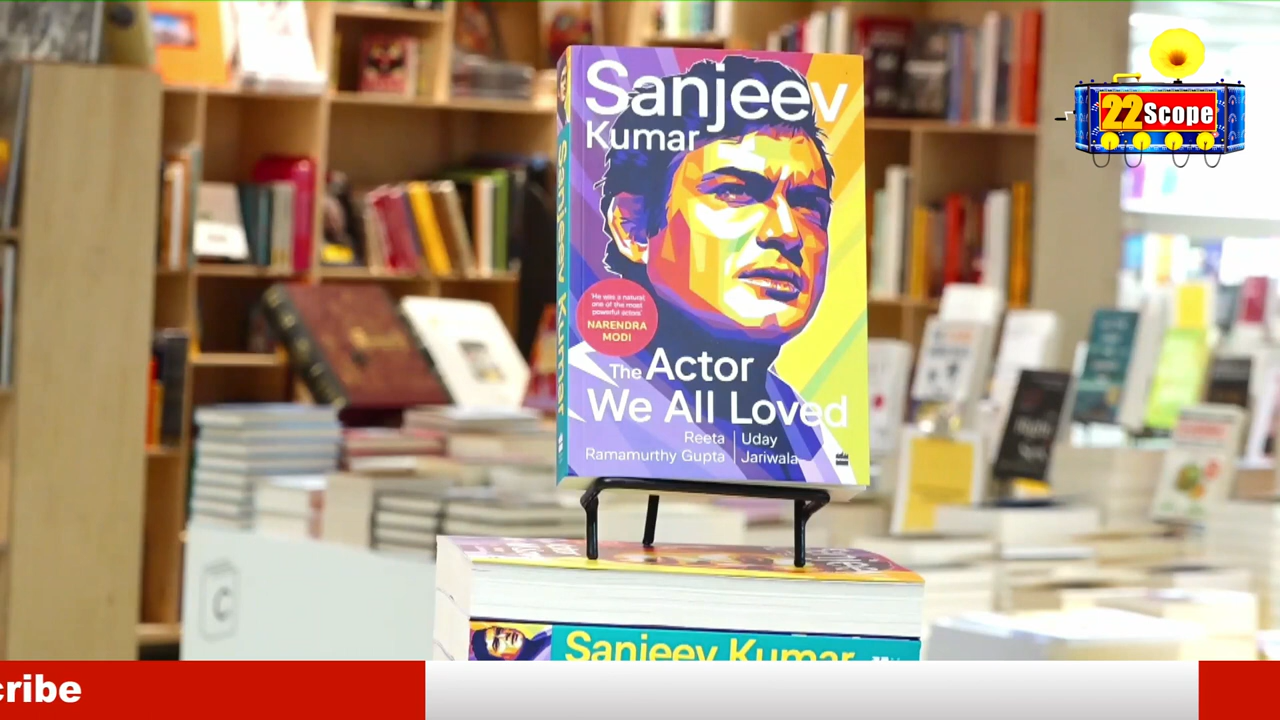 22Scope
Sanjeev
Kumar
Sanjeev Kumar
'He was a natural
one of the most
powerful actors'
NARENDRA
MODI
The Actor
We All Loved
Reeta
Ramamurthy Gupta
Uday
Jariwala
C
Sanjeev Kumar
cribe